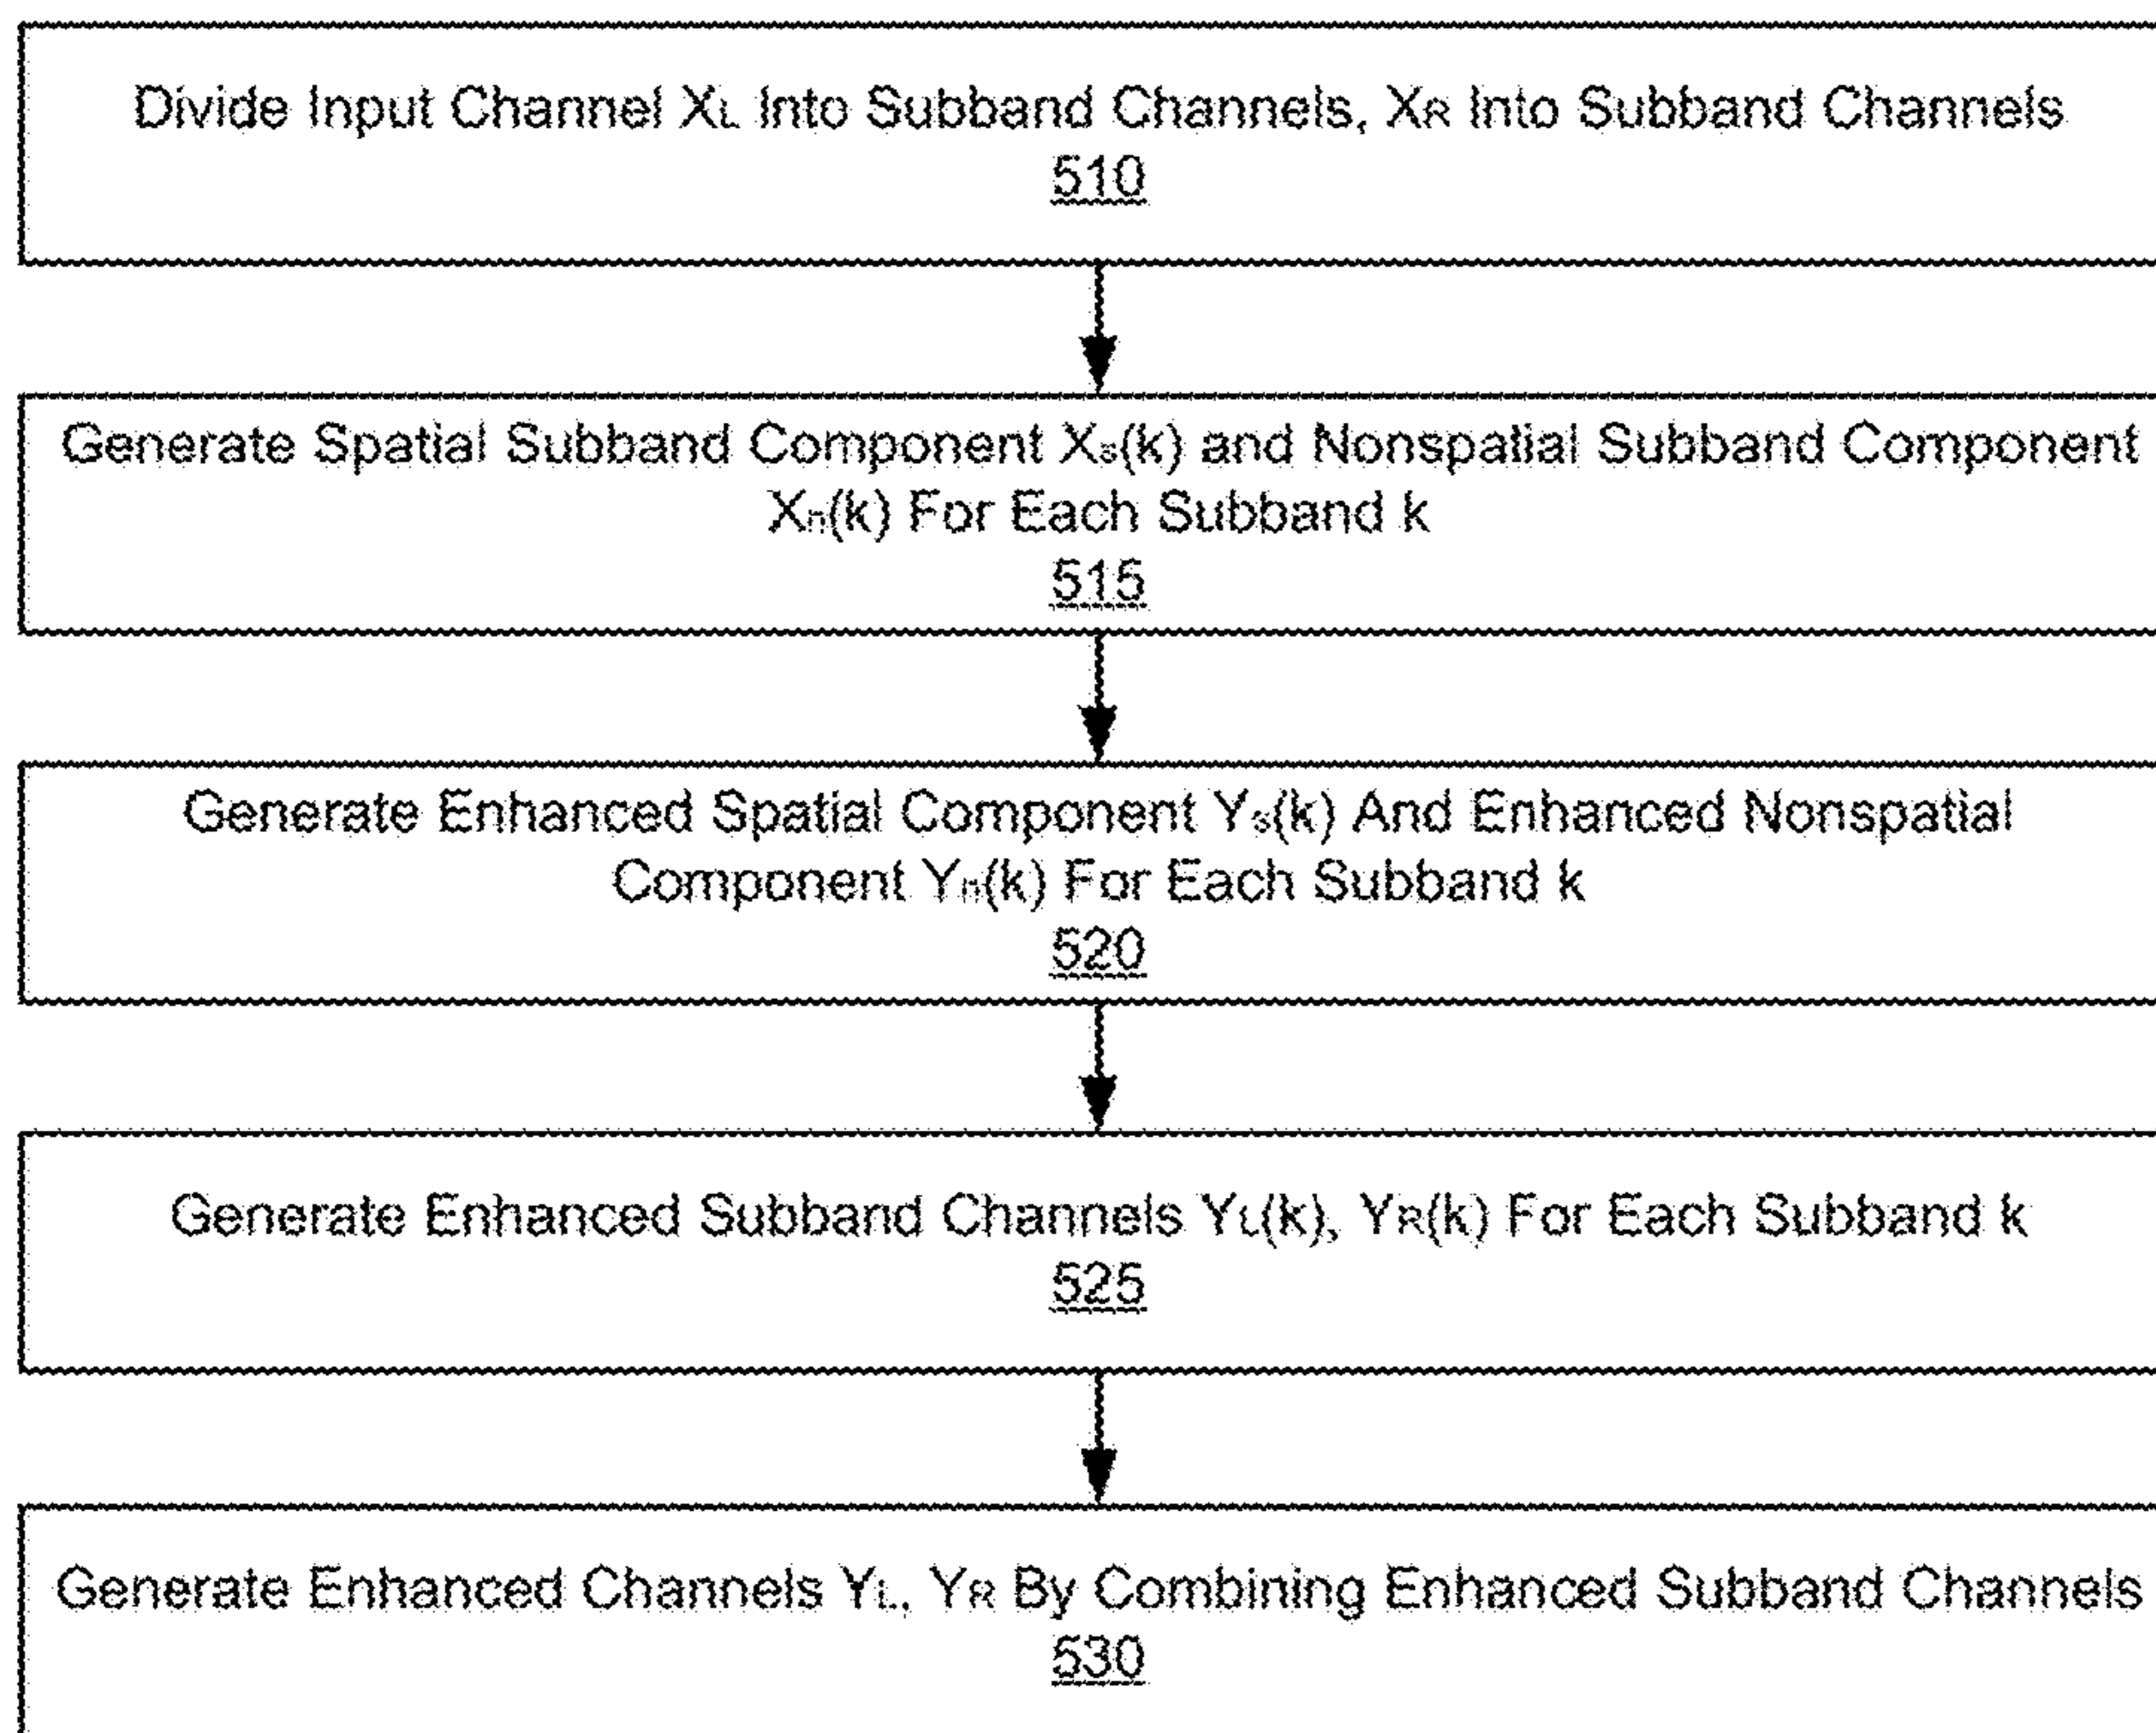 Divide Input Channel XL Into Subband Channels, XR Into Subband Channels
510
Generate Spatial Subband Component Xs(k) and Nonspatial Subband Component
Xn(k) For Each Subband k
515
Generate Enhanced Spatial Component Ys(k) And Enhanced Nonspatial
Component Yn(k) For Each Subband k
520
Generate Enhanced Subband Channels YL(k), YR(k) For Each Subband k
525
Generate Enhanced Channels YL, YR By Combining Enhanced Subband Channels
530